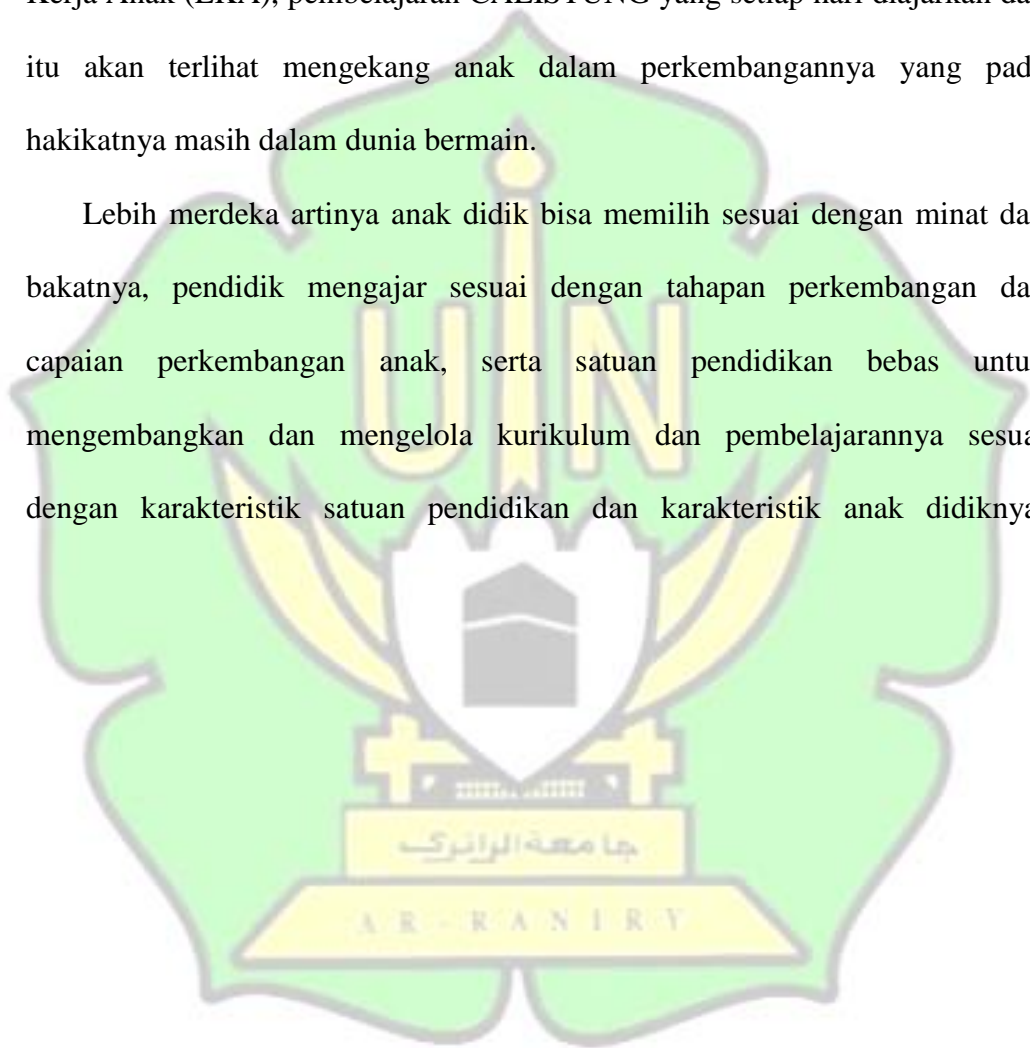 Kerja Anak (LKA), pembelajaran CALISTUNG yang setiap hari diajarkan da
itu akan terlihat mengekang anak dalam perkembangannya yang pad
hakikatnya masih dalam dunia bermain.
Lebih merdeka artinya anak didik bisa memilih sesuai dengan minat da
bakatnya, pendidik mengajar sesuai dengan tahapan perkembangan da
capaian perkembangan anak, serta satuan pendidikan bebas untu
mengembangkan dan mengelola kurikulum dan pembelajarannya sesua
dengan karakteristik satuan pendidikan dan karakteristik anak didiknya
UIN
جامعة الرانري
AR-RANIRY